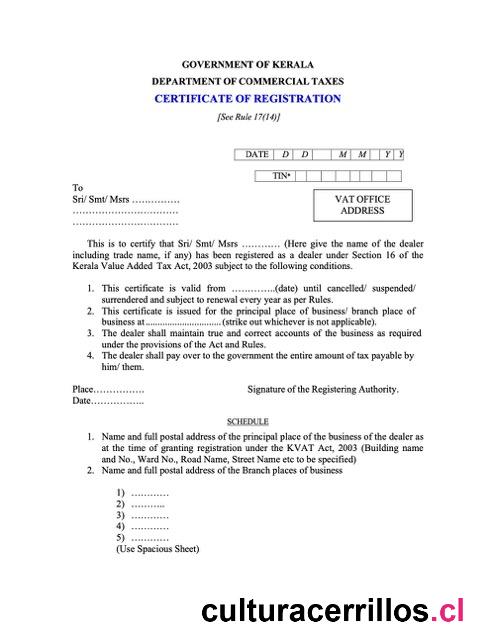 GOVERNMENT OF KERALA
DEPARTMENT OF COMMERCIAL TAXES
CERTIFICATE OF REGISTRATION
[See Rule 17(14)]
DATE D D M M Y Y
TIN*
To
Sri/ Smt/ Msrs ……………
……………………………
……………………………
VAT OFFICE
ADDRESS
This is to certify that Sri/ Smt/ Msrs ………… (Here give the name of the dealer
including trade name, if any) has been registered as a dealer under Section 16 of the
Kerala Value Added Tax Act, 2003 subject to the following conditions.
1. This certificate is valid from …………..(date) until cancelled/ suspended/
surrendered and subject to renewal every year as per Rules.
2. This certificate is issued for the principal place of business/ branch place of
business at............................(strike out whichever is not applicable).
3. The dealer shall maintain true and correct accounts of the business as required
under the provisions of the Act and Rules.
4. The dealer shall pay over to the government the entire amount of tax payable by
him/ them.
Place……………. Signature of the Registering Authority.
Date……………..
SCHEDULE
1. Name and full postal address of the principal place of the business of the dealer as
at the time of granting registration under the KVAT Act, 2003 (Building name
and No., Ward No., Road Name, Street Name etc to be specified)
2. Name and full postal address of the Branch places of business
1) …………
2) ………..
3) …………
4) …………
5) …………
(Use Spacious Sheet)
culturacerrillos.cl